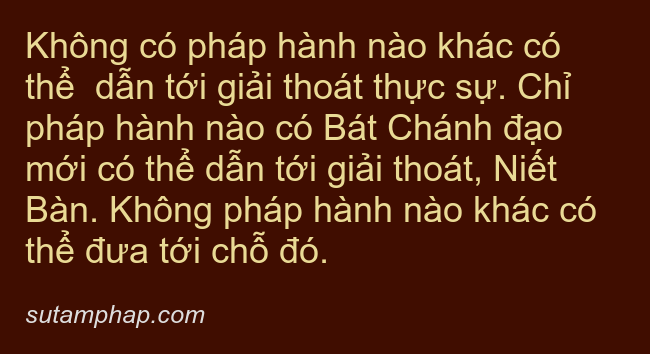 Không có pháp hành nào khác có
thể  dẫn tới giải thoát thực sự. Chỉ
pháp hành nào có Bát Chánh đạo
mới có thể dẫn tới giải thoát, Niết
Bàn. Không pháp hành nào khác có
thể đưa tới chỗ đó.
sutamphap.com